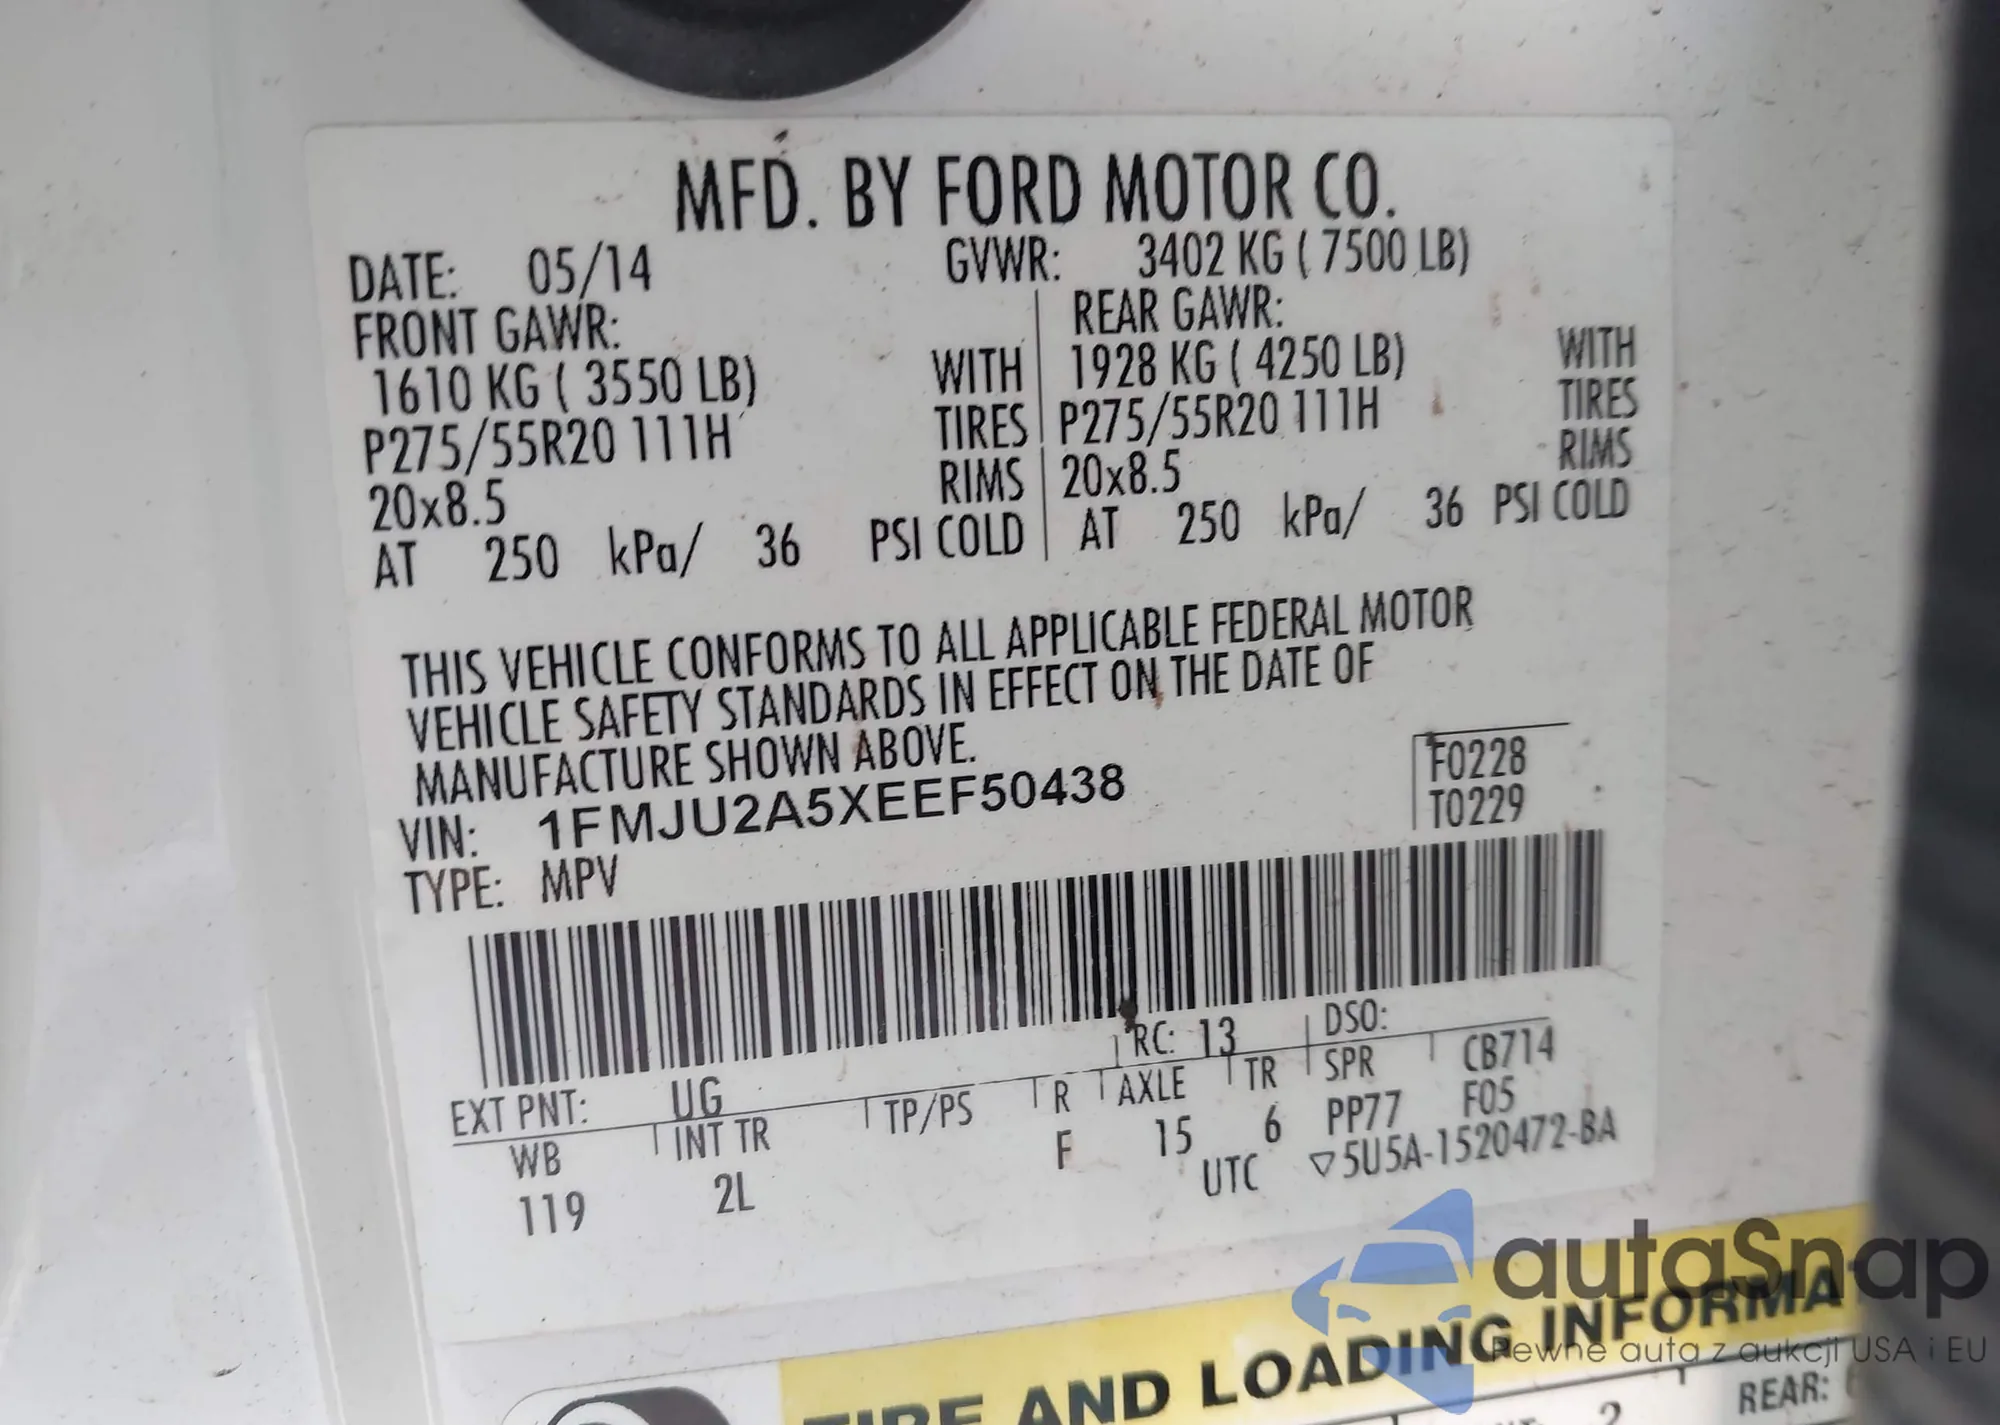 MFD. BY FORD MOTOR CO.
DATE: 05/14 GVWR: 3402 KG ( 7500 LB)
FRONT GAWR: REAR GAWR:
1610 KG ( 3550 LB) WITH 1928 KG ( 4250 LB) WITH
P275/55R20 111H TIRES P275/55R20 111H TIRES
20x8.5 RIMS 20x8.5 RIMS
AT 250 kPa/ 36 PSI COLD AT 250 kPa/ 36 PSI COLD
THIS VEHICLE CONFORMS TO ALL APPLICABLE FEDERAL MOTOR
VEHICLE SAFETY STANDARDS IN EFFECT ON THE DATE OF
MANUFACTURE SHOWN ABOVE.
F0228
VIN: 1FMJU2A5XEEF50438 T0229
TYPE: MPV
RC: 13 DSO:
EXT PNT: UG R AXLE TR SPR CB714
WB INT TR TP/PS F 15 6 PP77 F05
119 2L UTC ▽5U5A-1520472-BA
autaSnap
Pewne auta z aukcji USA i EU
TIRE AND LOADING INFORMA
2 REAR: